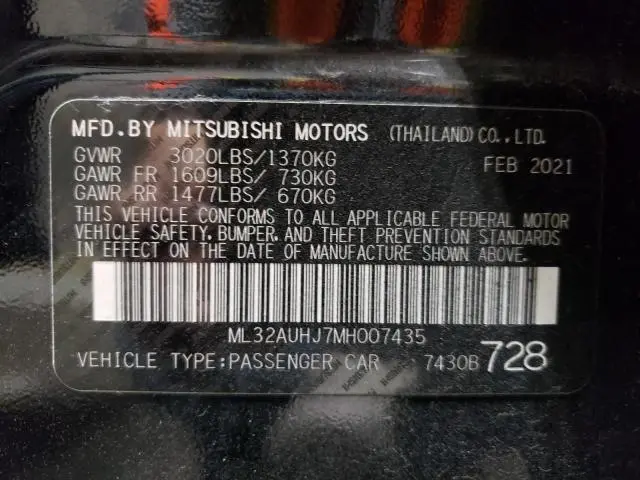 MFD.BY MITSUBISHI MOTORS (THAILAND)CO.,LTD.
GVWR 3020LBS/1370KG FEB 2021
GAWR FR 1609LBS/ 730KG
GAWR RR 1477LBS/ 670KG
THIS VEHICLE CONFORMS TO ALL APPLICABLE FEDERAL MOTOR
VEHICLE SAFETY, BUMPER, AND THEFT PREVENTION STANDARDS
IN EFFECT ON THE DATE OF MANUFACTURE SHOWN ABOVE.
ML32AUHJ7MH007435
VEHICLE TYPE:PASSENGER CAR 7430B 728